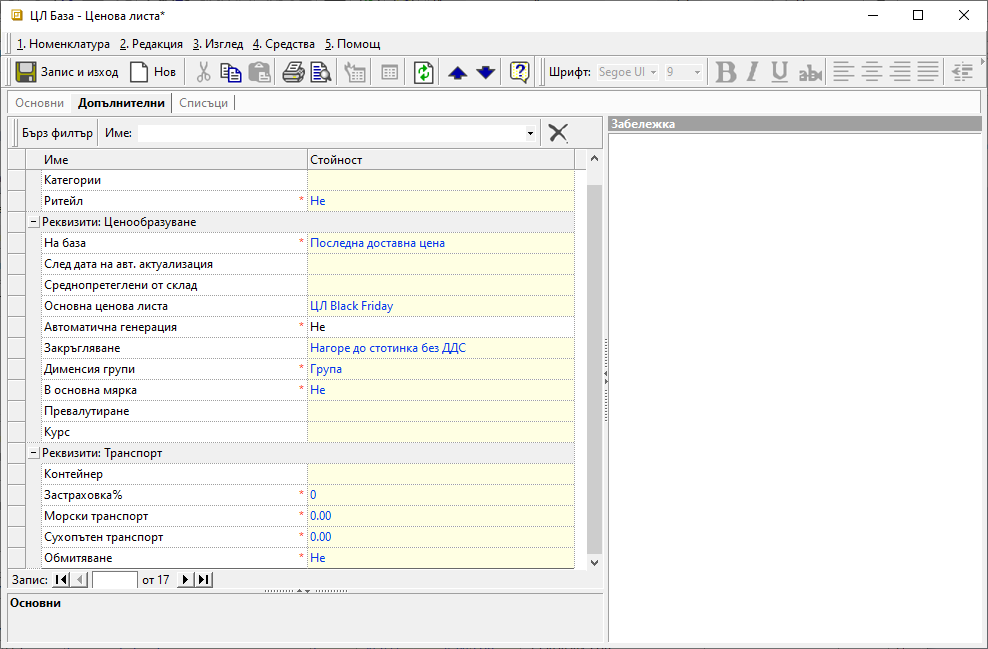 ЦЛ База - Ценова листа*
1. Номенклатура 2. Редакция 3. Изглед 4. Средства 5. Помощ
Запис и изход Нов Шрифт: Segoe UI 9 B I U abc
Основни Допълнителни Списъци
Забележка
Бърз филтър Име:
Име Стойност
Категории
Ритейл * Не
Реквизити: Ценообразуване
На база * Последна доставна цена
След дата на авт. актуализация
Среднопретеглени от склад
Основна ценова листа ЦЛ Black Friday
Автоматична генерация * Не
Закръгляване Нагоре до стотинка без ДДС
Дименсия групи * Група
В основна мярка * Не
Превалутиране
Курс
Реквизити: Транспорт
Контейнер
Застраховка% * 0
Морски транспорт * 0.00
Сухопътен транспорт * 0.00
Обмитяване * Не
Запис: от 17
Основни